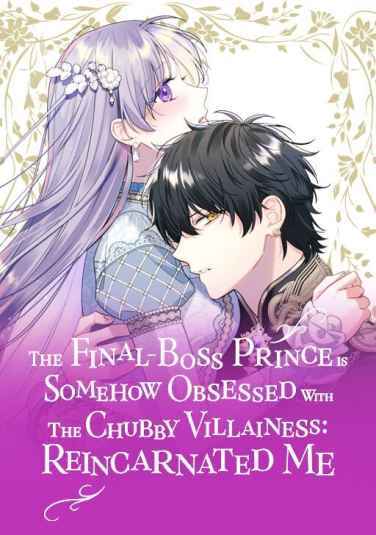 THE FINAL-BOSS PRINCE IS
SOMEHOW OBSESSED WITH
THE CHUBBY VILLAINESS:
REINCARNATED ME